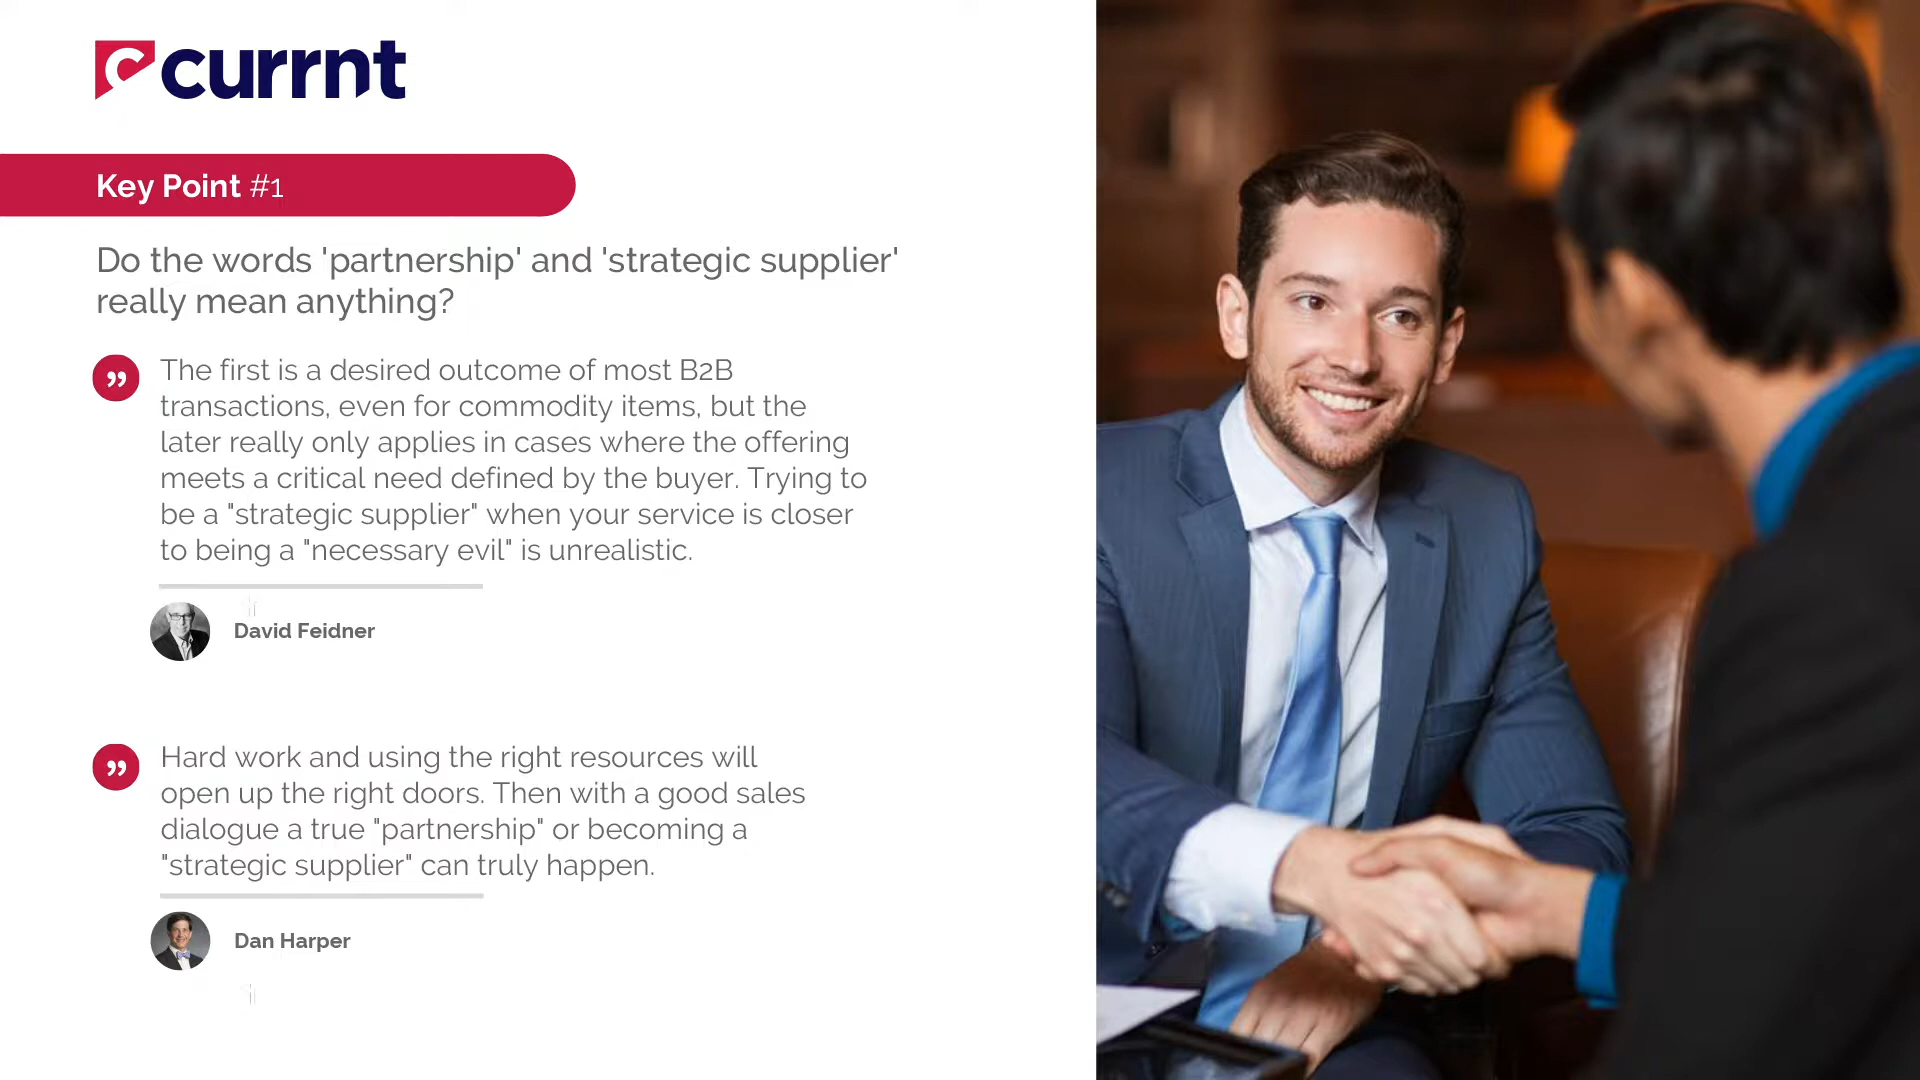 currnt
Key Point #1
Do the words 'partnership' and 'strategic supplier'
really mean anything?
The first is a desired outcome of most B2B
transactions, even for commodity items, but the
later really only applies in cases where the offering
meets a critical need defined by the buyer. Trying to
be a "strategic supplier" when your service is closer
to being a "necessary evil" is unrealistic.
David Feidner
Hard work and using the right resources will
open up the right doors. Then with a good sales
dialogue a true "partnership" or becoming a
"strategic supplier" can truly happen.
Dan Harper